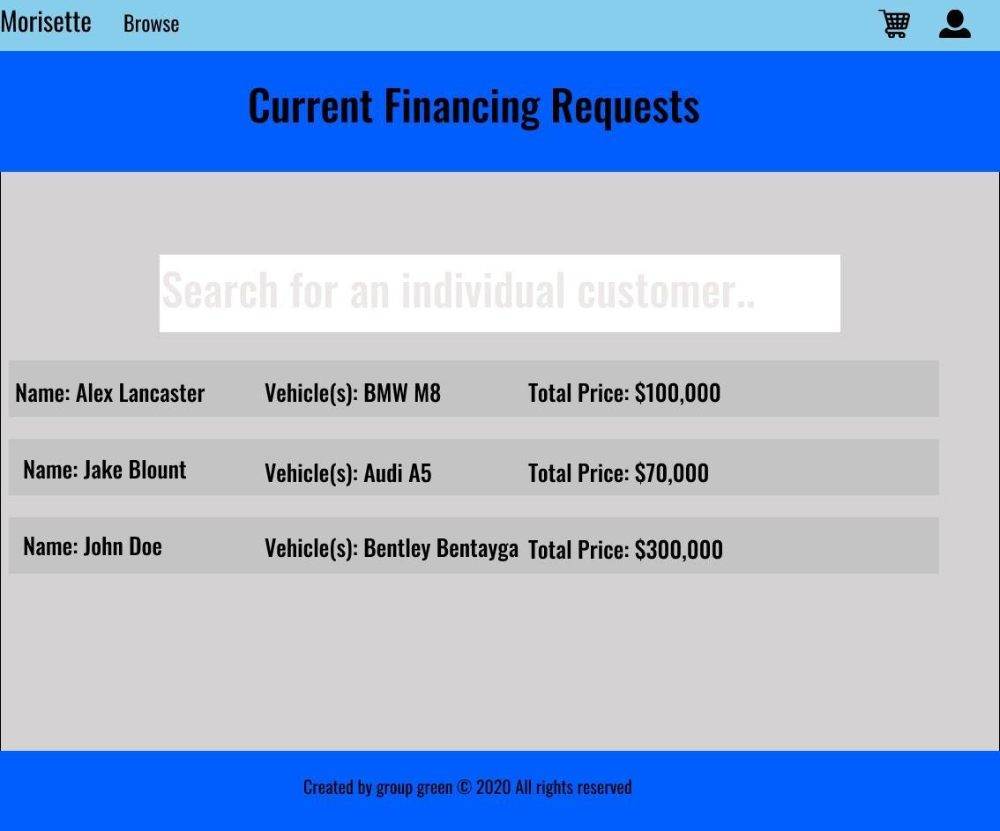 Morisette Browse
Current Financing Requests
Search for an individual customer..
Name: Alex Lancaster Vehicle(s): BMW M8 Total Price: $100,000
Name: Jake Blount Vehicle(s): Audi A5 Total Price: $70,000
Name: John Doe Vehicle(s): Bentley Bentayga Total Price: $300,000
Created by group green © 2020 All rights reserved